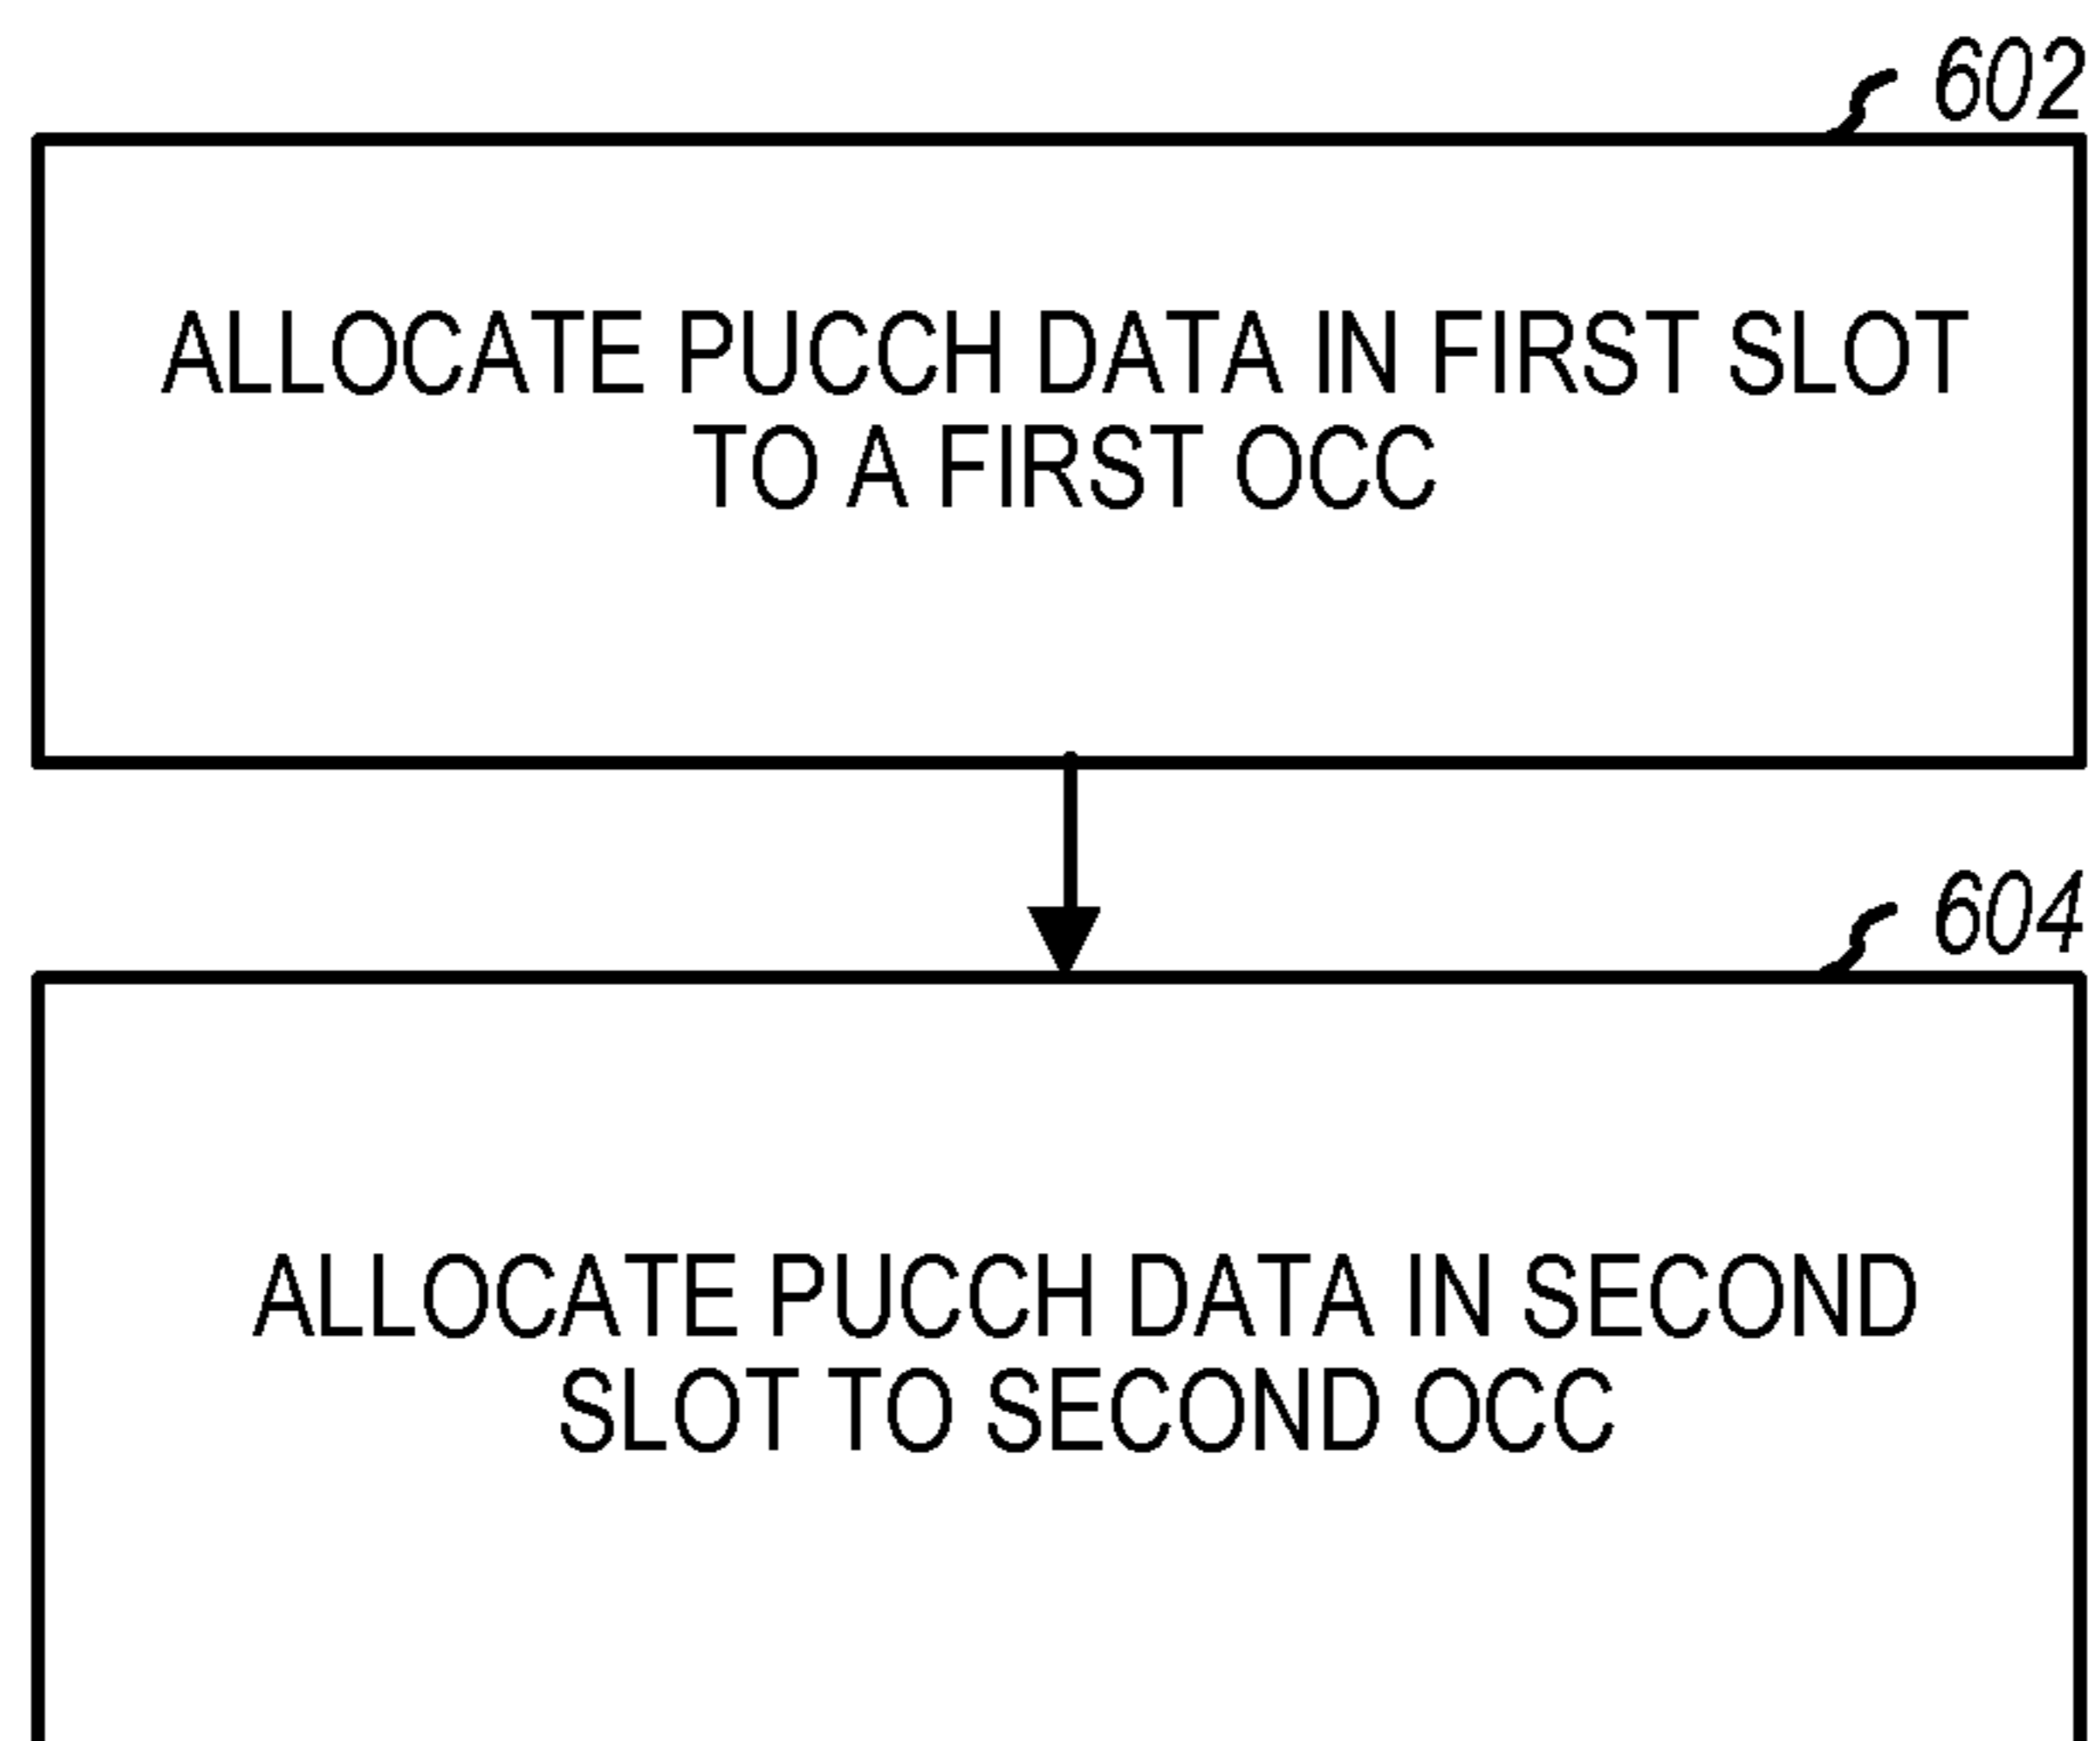 602
ALLOCATE PUCCH DATA IN FIRST SLOT
TO A FIRST OCC
604
ALLOCATE PUCCH DATA IN SECOND
SLOT TO SECOND OCC